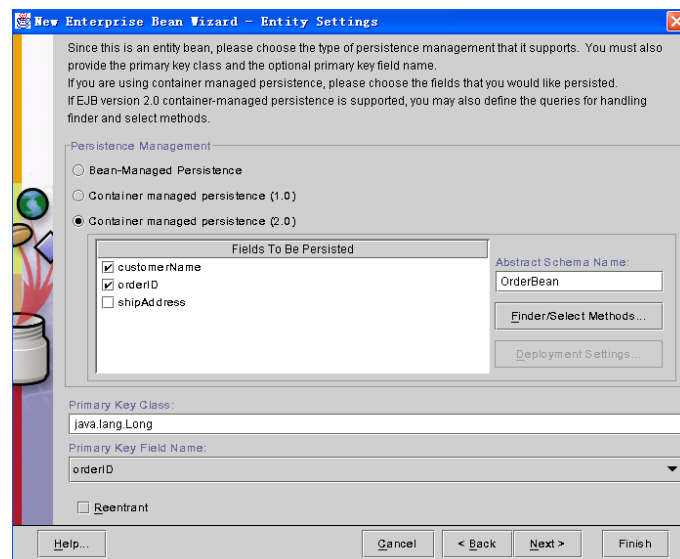 New Enterprise Bean Wizard - Entity Settings
Since this is an entity bean, please choose the type of persistence management that it supports. You must also
provide the primary key class and the optional primary key field name.
If you are using container managed persistence, please choose the fields that you would like persisted.
If EJB version 2.0 container-managed persistence is supported, you may also define the queries for handling
finder and select methods.
Persistence Management
Bean-Managed Persistence
Container managed persistence (1.0)
Container managed persistence (2.0)
Fields To Be Persisted
customerName
orderID
shipAddress
Abstract Schema Name:
OrderBean
Finder/Select Methods...
Deployment Settings...
Primary Key Class:
java.lang.Long
Primary Key Field Name:
orderID
Reentrant
Help...
Cancel
< Back
Next >
Finish